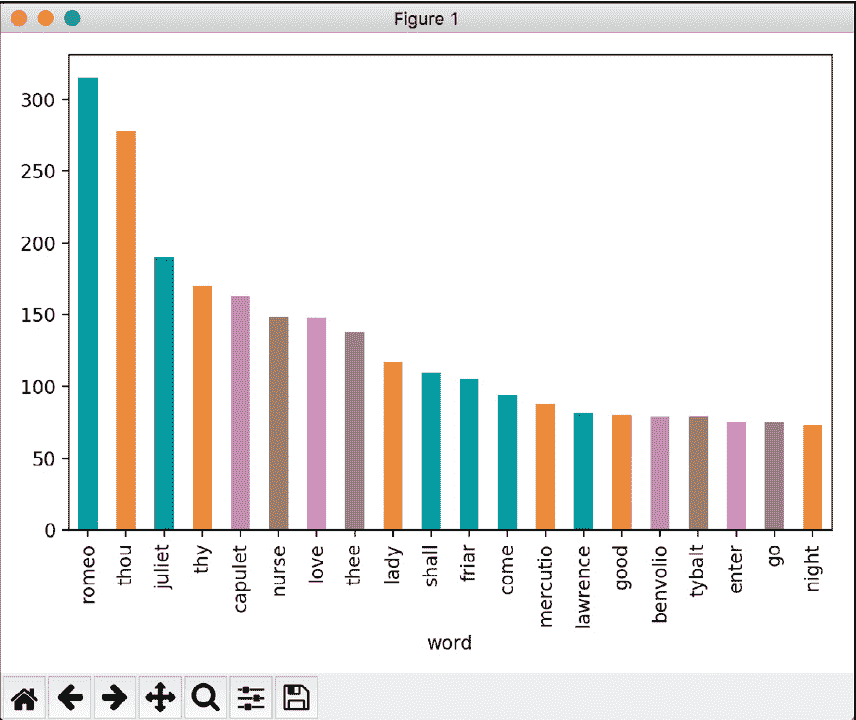 Figure 1
300
250
200
150
100
50
0
romeo
thou
juliet
thy
capulet
nurse
love
thee
lady
shall
friar
come
mercutio
lawrence
good
benvolio
tybalt
enter
go
night
word